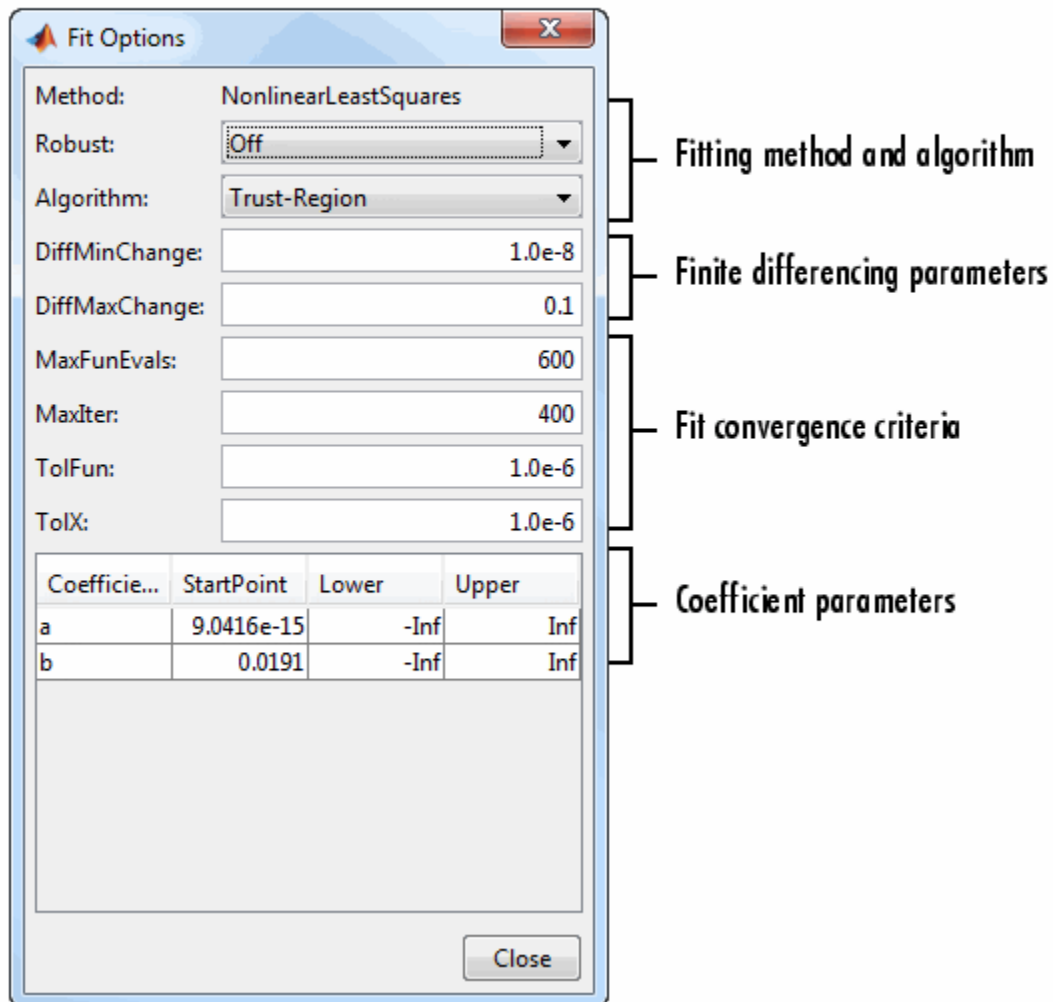 Fit Options
Method: NonlinearLeastSquares
Robust: Off
Algorithm: Trust-Region
Fitting method and algorithm
DiffMinChange: 1.0e-8
DiffMaxChange: 0.1
Finite differencing parameters
MaxFunEvals: 600
MaxIter: 400
TolFun: 1.0e-6
TolX: 1.0e-6
Fit convergence criteria
Coefficie... StartPoint Lower Upper
a 9.0416e-15 -Inf Inf
b 0.0191 -Inf Inf
Coefficient parameters
Close